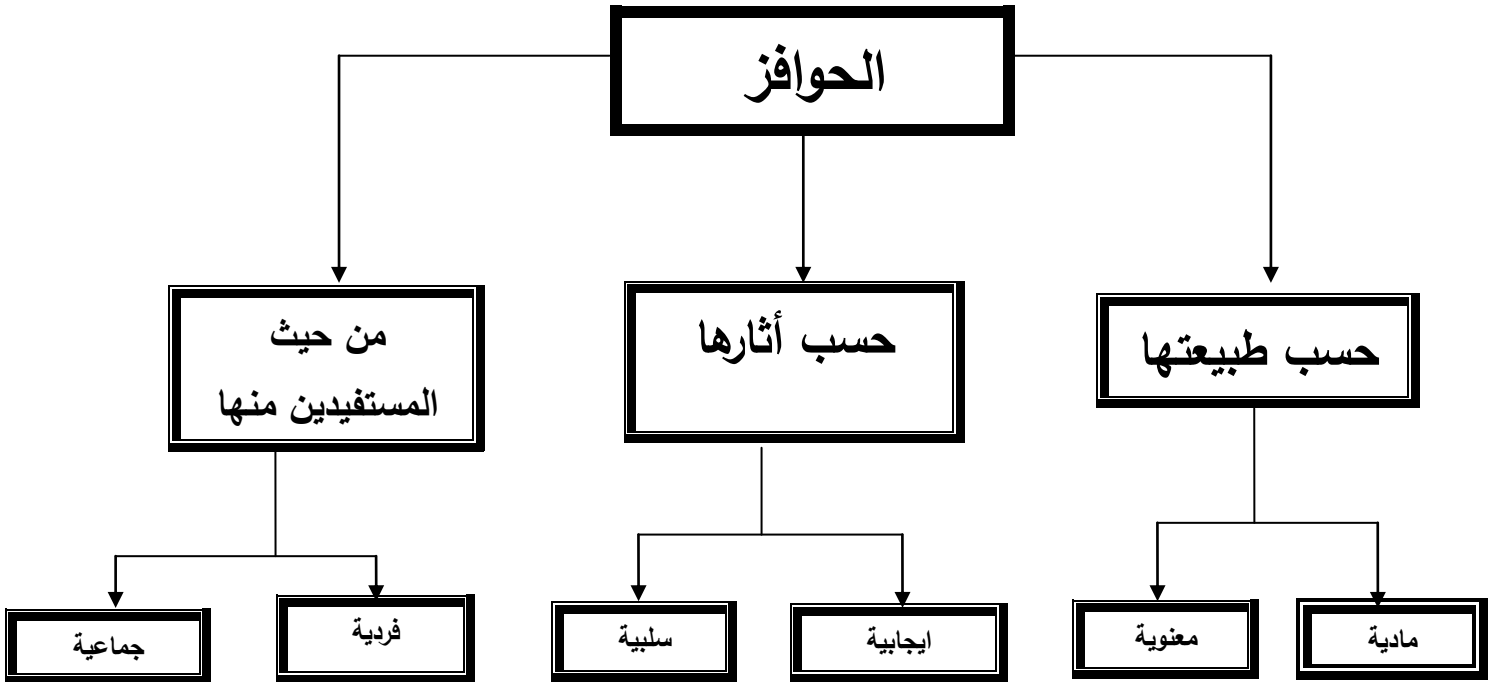 الحوافز
حسب طبيعتها
حسب أثارها
من حيث
المستفيدين منها
مادية
معنوية
ايجابية
سلبية
فردية
جماعية